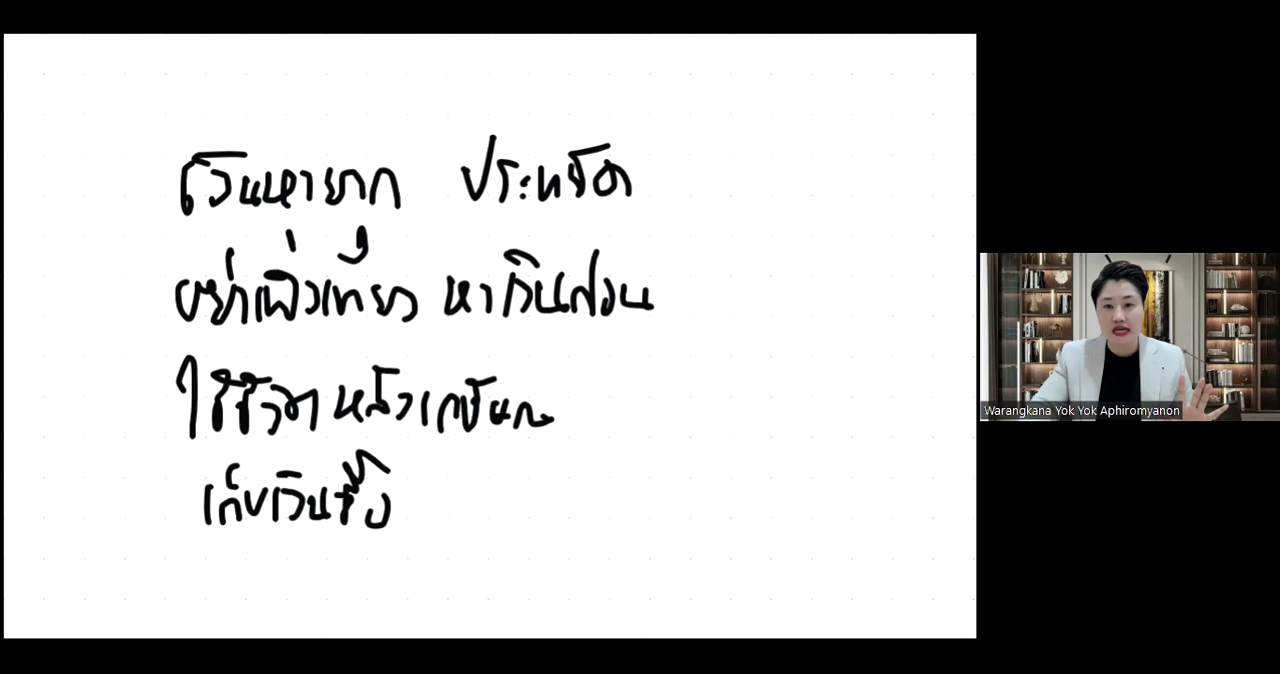 เงินหายาก ประหยัด
อย่าเพิ่งเที่ยว หาเงินก่อน
ใช้ชีวิต หลังเกษียณ
เก็บเงินซื้อ
Warangkana Yok Yok Aphiromyanon